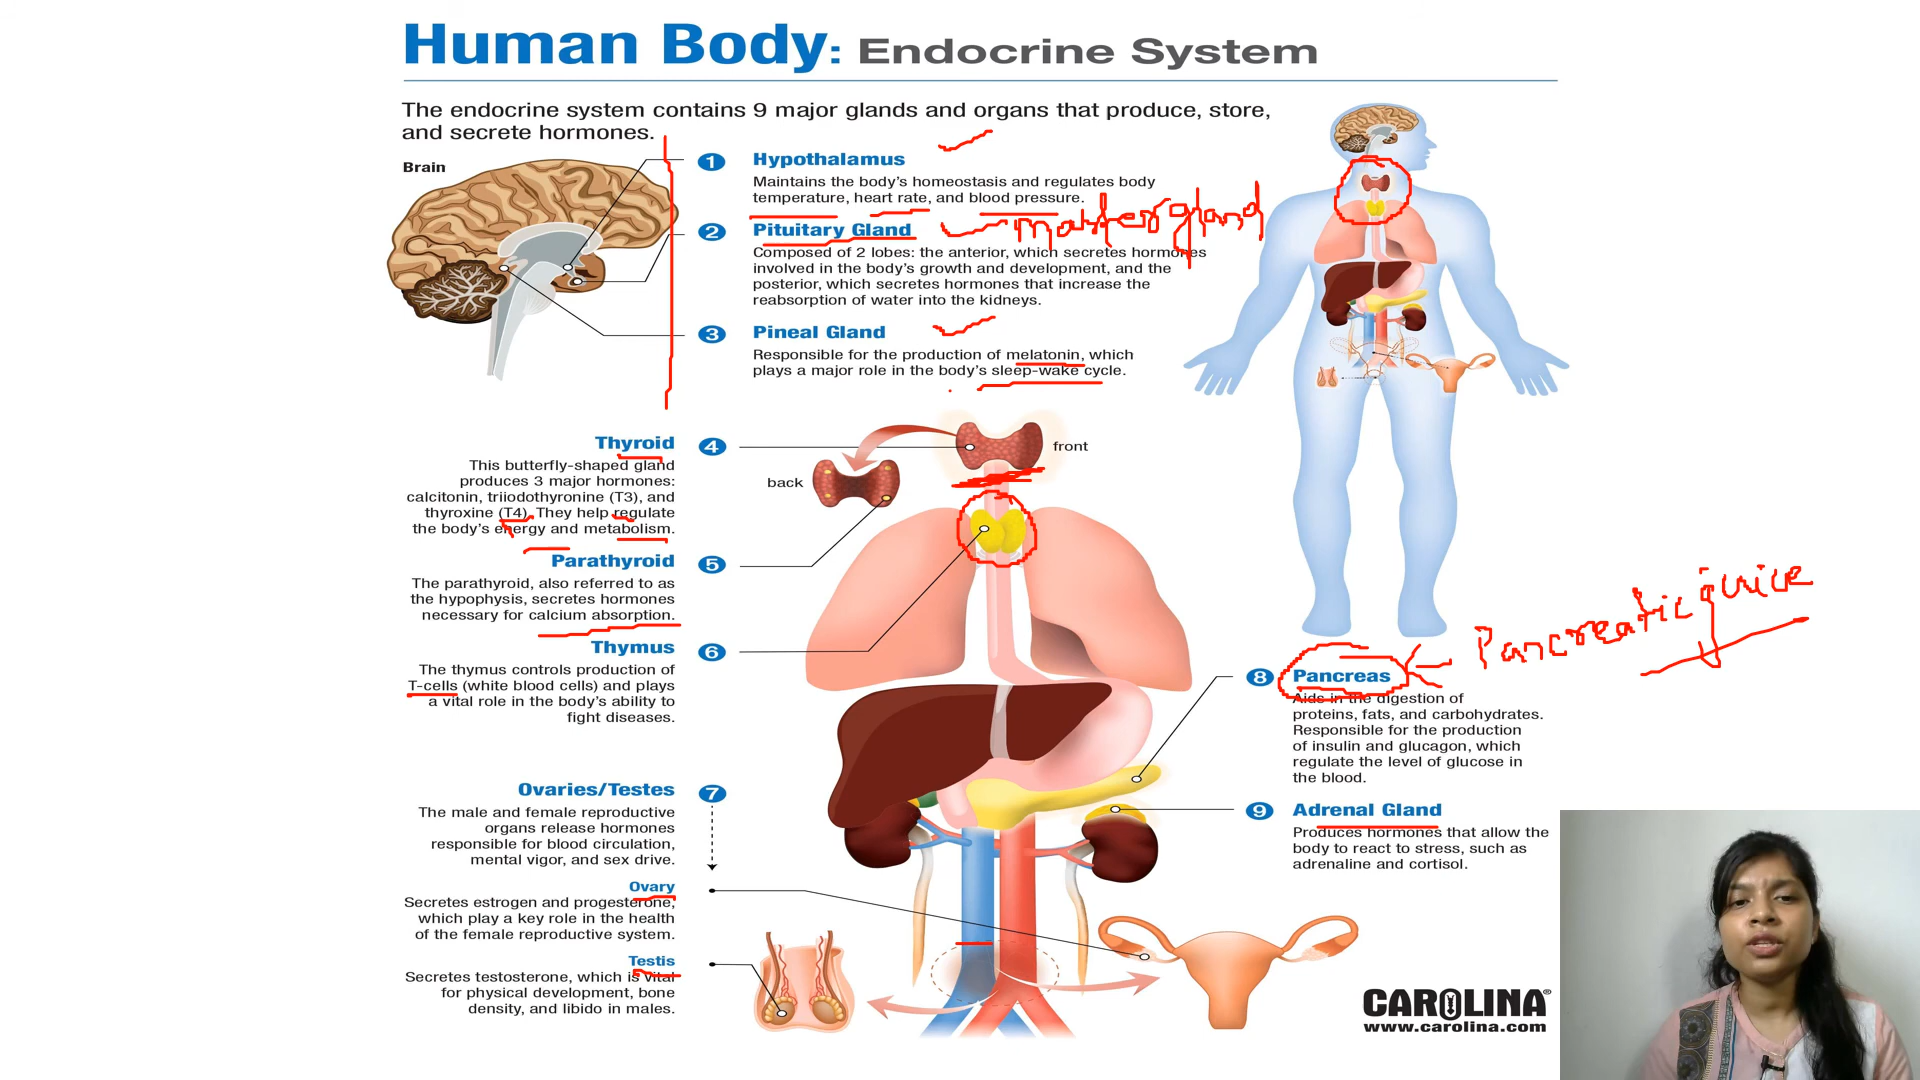 Human Body: Endocrine System
The endocrine system contains 9 major glands and organs that produce, store,
and secrete hormones.
Brain
1 Hypothalamus
Maintains the body's homeostasis and regulates body
temperature, heart rate, and blood pressure.
2 Pituitary Gland
master gland
Composed of 2 lobes: the anterior, which secretes hormones
involved in the body's growth and development, and the
posterior, which secretes hormones that increase the
reabsorption of water into the kidneys.
3 Pineal Gland
Responsible for the production of melatonin, which
plays a major role in the body's sleep-wake cycle.
Thyroid 4
This butterfly-shaped gland
produces 3 major hormones:
calcitonin, triiodothyronine (T3), and
thyroxine (T4). They help regulate
the body's energy and metabolism.
front
back
Parathyroid 5
The parathyroid, also referred to as
the hypophysis, secretes hormones
necessary for calcium absorption.
Thymus 6
The thymus controls production of
T-cells (white blood cells) and plays
a vital role in the body's ability to
fight diseases.
Ovaries/Testes 7
The male and female reproductive
organs release hormones
responsible for blood circulation,
mental vigor, and sex drive.
Ovary
Secretes estrogen and progesterone,
which play a key role in the health
of the female reproductive system.
Testis
Secretes testosterone, which is vital
for physical development, bone
density, and libido in males.
8 Pancreas
Pancreatic juice
Aids in the digestion of
proteins, fats, and carbohydrates.
Responsible for the production
of insulin and glucagon, which
regulate the level of glucose in
the blood.
9 Adrenal Gland
Produces hormones that allow the
body to react to stress, such as
adrenaline and cortisol.
CAROLINA®
www.carolina.com